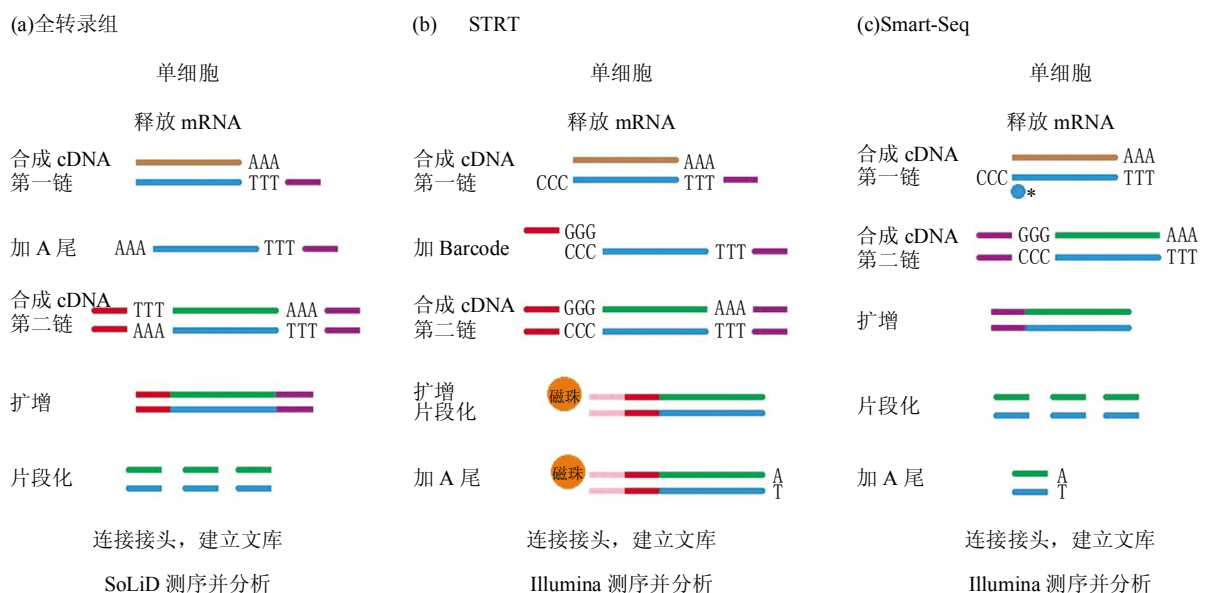 (a)全转录组
单细胞
释放 mRNA
合成 cDNA
第一链
AAA
TTT
加 A 尾
AAA
TTT
合成 cDNA
第二链
TTT
AAA
AAA
TTT
扩增
片段化
连接接头，建立文库
SoLiD 测序并分析
(b) STRT
单细胞
释放 mRNA
合成 cDNA
第一链
AAA
CCC
TTT
加 Barcode
GGG
CCC
TTT
合成 cDNA
第二链
GGG
AAA
CCC
TTT
扩增
片段化
磁珠
加 A 尾
磁珠
A
T
连接接头，建立文库
Illumina 测序并分析
(c)Smart-Seq
单细胞
释放 mRNA
合成 cDNA
第一链
AAA
CCC
TTT
*
合成 cDNA
第二链
GGG
AAA
CCC
TTT
扩增
片段化
加 A 尾
A
T
连接接头，建立文库
Illumina 测序并分析